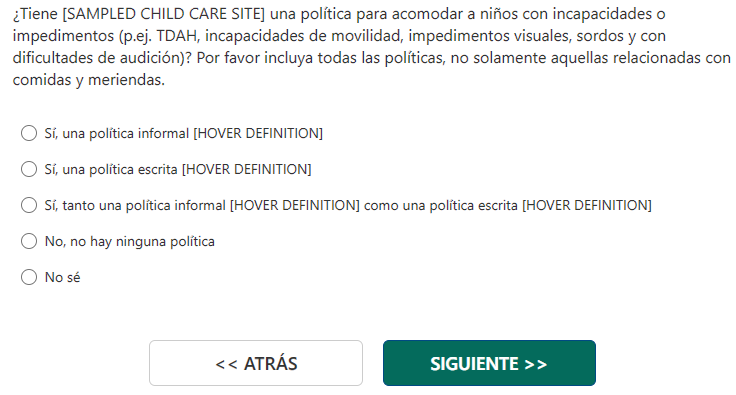 ¿Tiene [SAMPLED CHILD CARE SITE] una política para acomodar a niños con incapacidades o
impedimentos (p.ej. TDAH, incapacidades de movilidad, impedimentos visuales, sordos y con
dificultades de audición)? Por favor incluya todas las políticas, no solamente aquellas relacionadas con
comidas y meriendas.
Sí, una política informal [HOVER DEFINITION]
Sí, una política escrita [HOVER DEFINITION]
Sí, tanto una política informal [HOVER DEFINITION] como una política escrita [HOVER DEFINITION]
No, no hay ninguna política
No sé
<< ATRÁS
SIGUIENTE >>